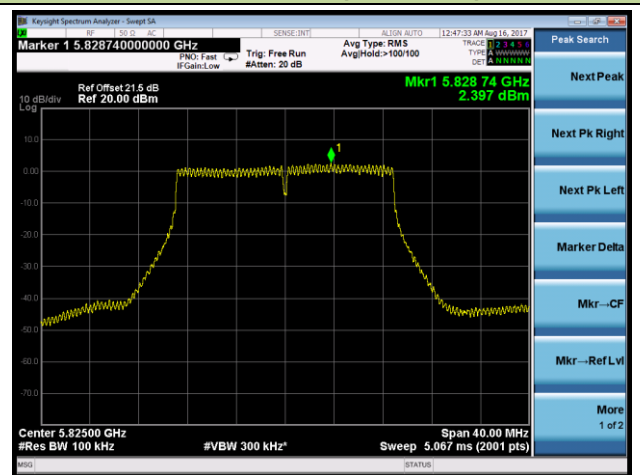 Keysight Spectrum Analyzer - Swept SA
RF 50 Ω AC SENSE:INT ALIGN AUTO 12:47:33 AM Aug 16, 2017
Marker 1 5.828740000000 GHz
PNO: Fast
IFGain:Low
Trig: Free Run
#Atten: 20 dB
Avg Type: RMS
Avg|Hold:>100/100
TRACE 1 2 3 4 5 6
TYPE A WWWWW
DET A N N N N N
Peak Search
Mkr1 5.828 74 GHz
2.397 dBm
Ref Offset 21.5 dB
10 dB/div Ref 20.00 dBm
Log
1
10.0
0.00
-10.0
-20.0
-30.0
-40.0
-50.0
-60.0
-70.0
Center 5.82500 GHz Span 40.00 MHz
#Res BW 100 kHz #VBW 300 kHz* Sweep 5.067 ms (2001 pts)
Next Peak
Next Pk Right
Next Pk Left
Marker Delta
Mkr→CF
Mkr→Ref Lvl
More
1 of 2
MSG STATUS